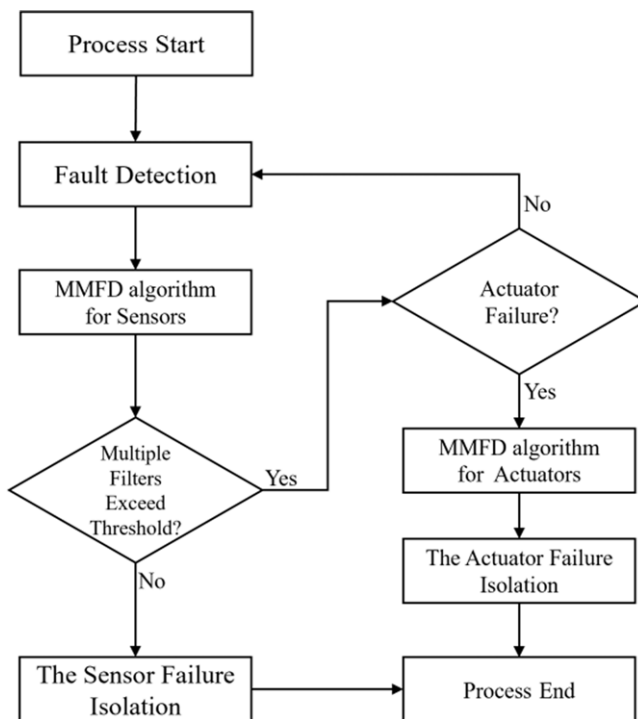 Process Start
Fault Detection
No
MMFD algorithm
for Sensors
Actuator
Failure?
Yes
Multiple
Filters
Exceed
Threshold?
Yes
MMFD algorithm
for Actuators
No
The Actuator Failure
Isolation
The Sensor Failure
Isolation
Process End